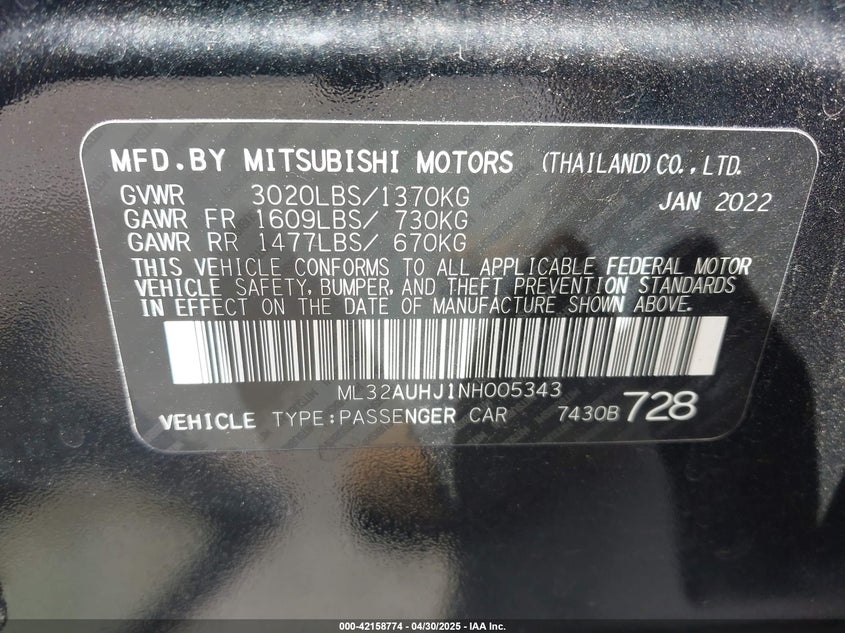 MFD.BY MITSUBISHI MOTORS (THAILAND) CO., LTD.
GVWR 3020LBS/1370KG JAN 2022
GAWR FR 1609LBS/ 730KG
GAWR RR 1477LBS/ 670KG
THIS VEHICLE CONFORMS TO ALL APPLICABLE FEDERAL MOTOR
VEHICLE SAFETY, BUMPER, AND THEFT PREVENTION STANDARDS
IN EFFECT ON THE DATE OF MANUFACTURE SHOWN ABOVE.
ML32AUHJ1NH005343
VEHICLE TYPE:PASSENGER CAR 7430B 728
000-42158774 - 04/30/2025 - IAA Inc.